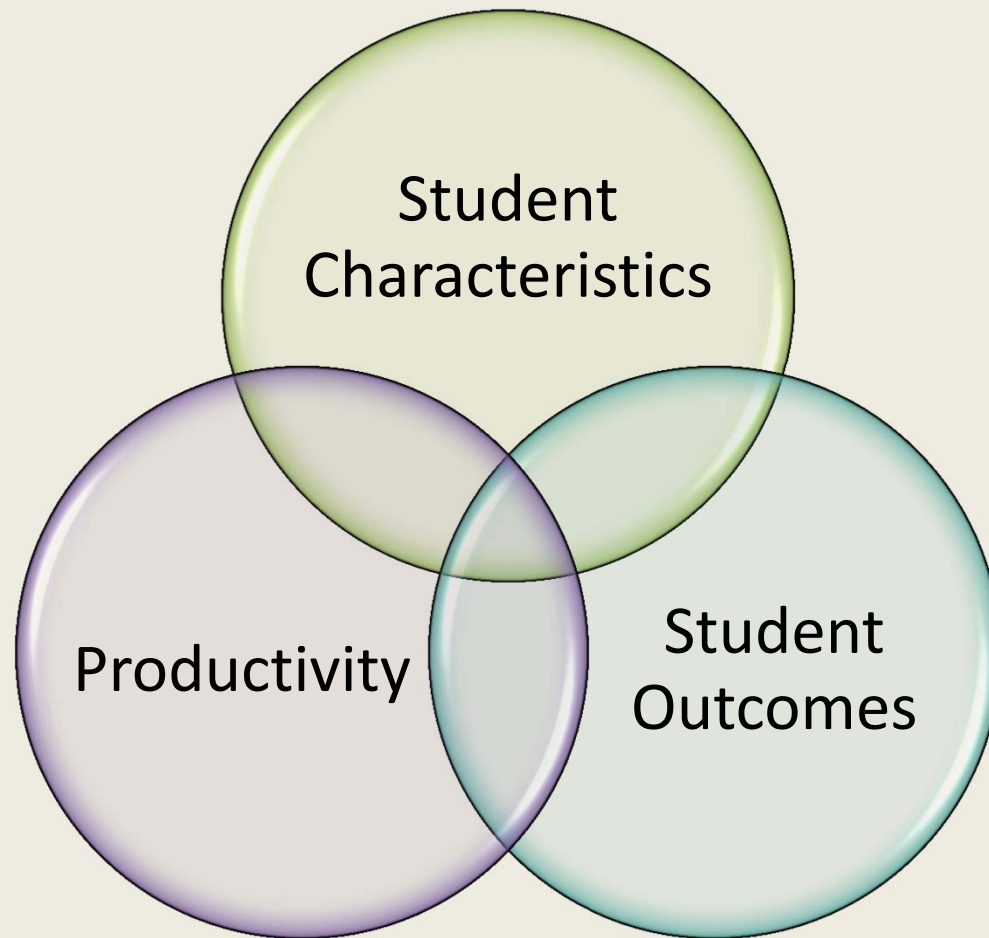 Student
Characteristics
Productivity
Student
Outcomes